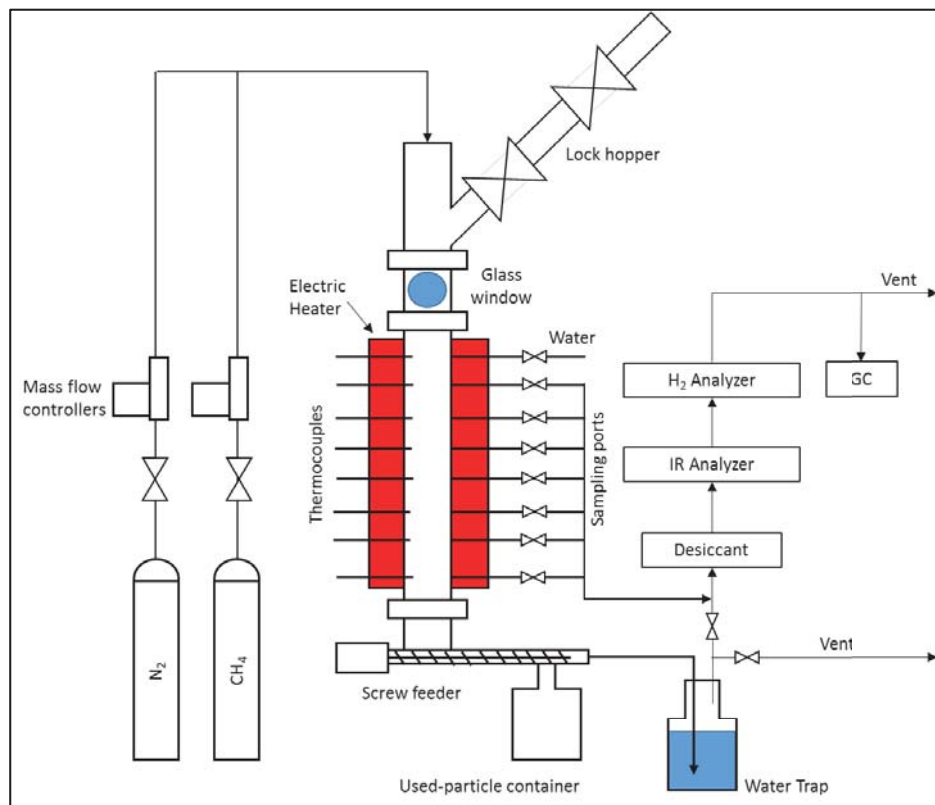 Lock hopper
Glass
window
Electric
Heater
Vent
Water
Mass flow
controllers
H₂ Analyzer
GC
Thermocouples
Sampling ports
IR Analyzer
Desiccant
N₂
CH₄
Vent
Screw feeder
Used-particle container
Water Trap